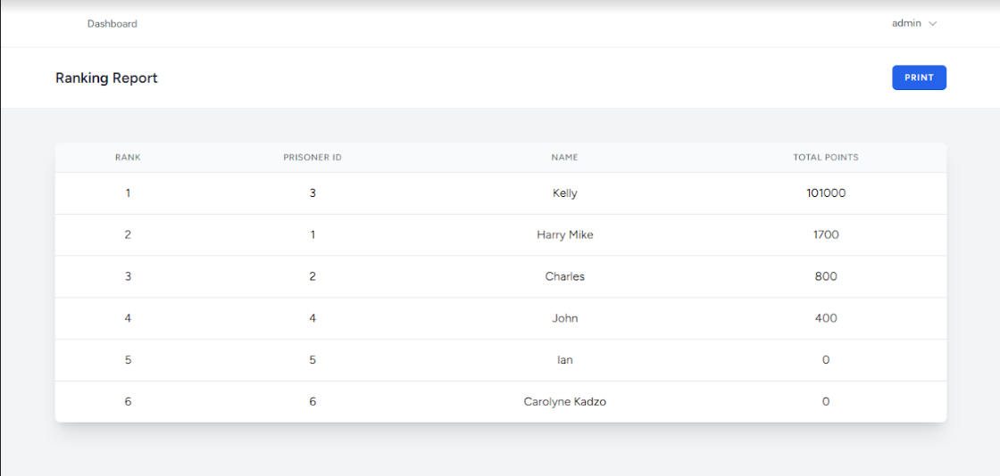 Dashboard admin
Ranking Report PRINT
RANK PRISONER ID NAME TOTAL POINTS
1 3 Kelly 101000
2 1 Harry Mike 1700
3 2 Charles 800
4 4 John 400
5 5 Ian 0
6 6 Carolyne Kadzo 0